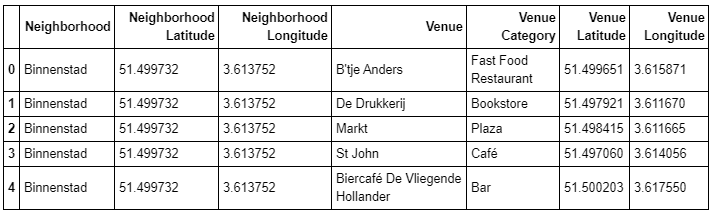 Neighborhood Neighborhood Latitude Neighborhood Longitude Venue Venue Category Venue Latitude Venue Longitude
0 Binnenstad 51.499732 3.613752 B'tje Anders Fast Food Restaurant 51.499651 3.615871
1 Binnenstad 51.499732 3.613752 De Drukkerij Bookstore 51.497921 3.611670
2 Binnenstad 51.499732 3.613752 Markt Plaza 51.498415 3.611665
3 Binnenstad 51.499732 3.613752 St John Café 51.497060 3.614056
4 Binnenstad 51.499732 3.613752 Biercafé De Vliegende Hollander Bar 51.500203 3.617550